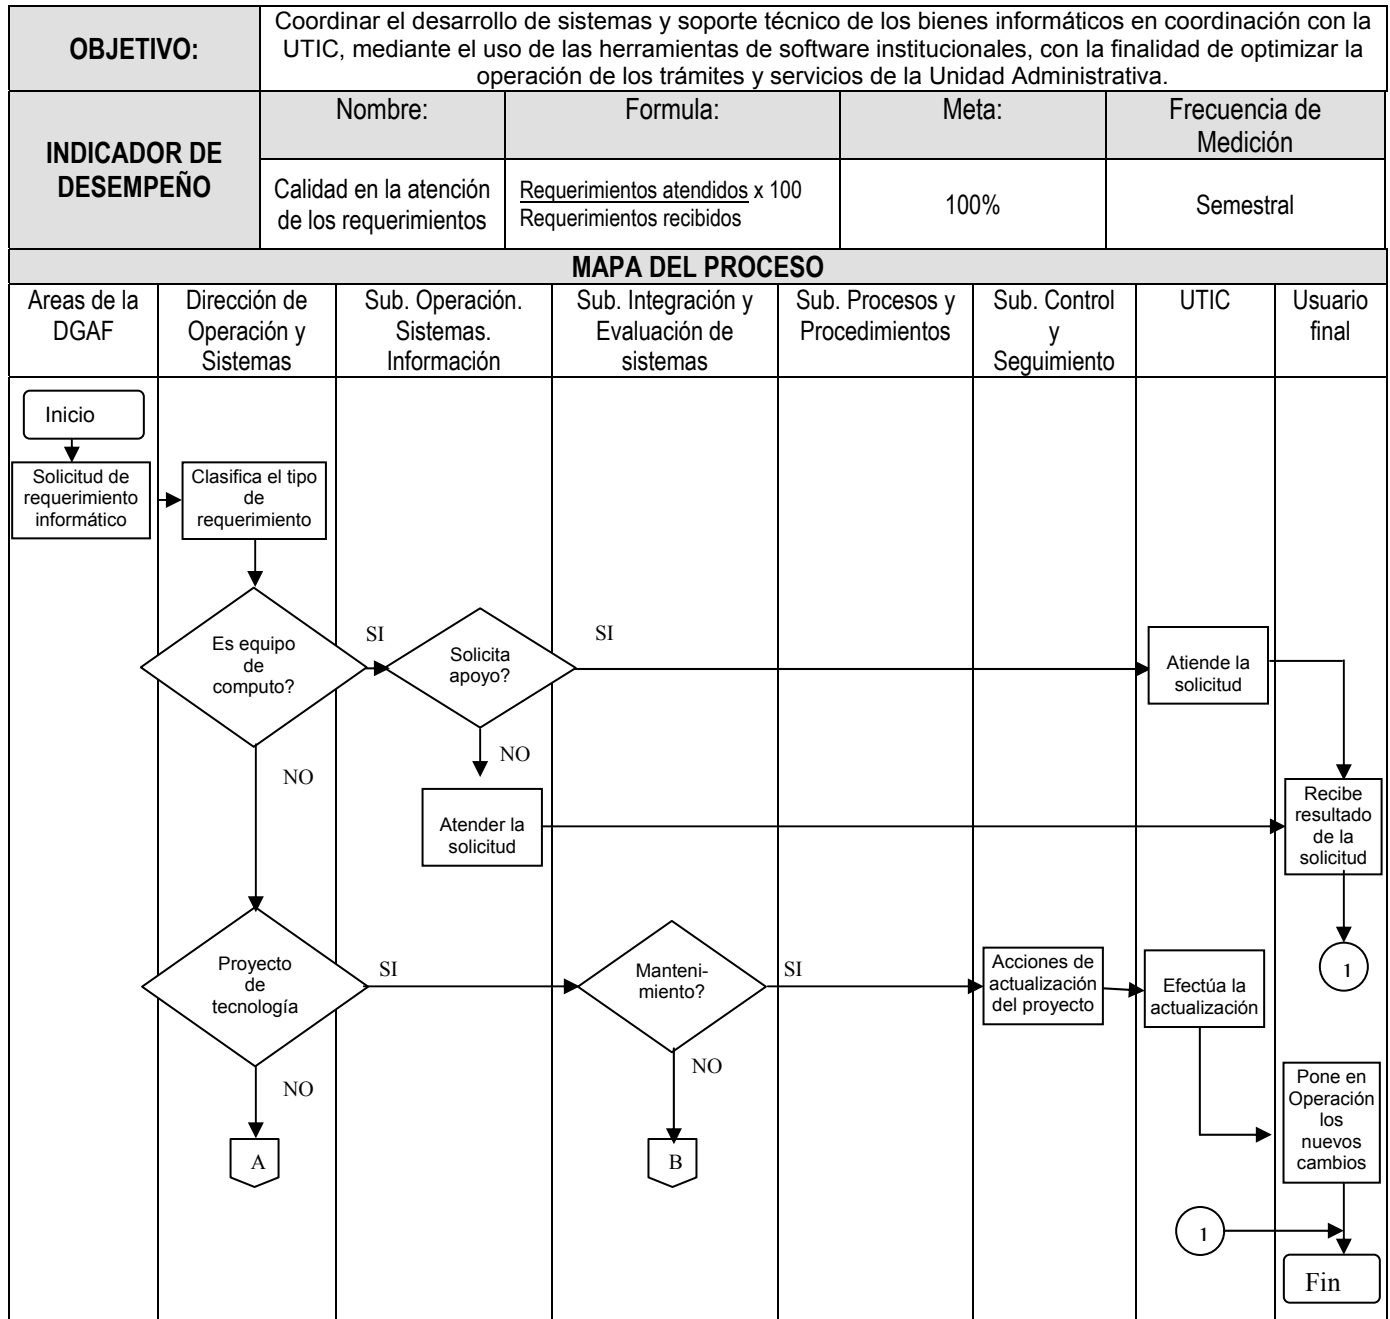 OBJETIVO:
Coordinar el desarrollo de sistemas y soporte técnico de los bienes informáticos en coordinación con la
UTIC, mediante el uso de las herramientas de software institucionales, con la finalidad de optimizar la
operación de los trámites y servicios de la Unidad Administrativa.
INDICADOR DE
DESEMPEÑO
Nombre:
Formula:
Meta:
Frecuencia de
Medición
Calidad en la atención
de los requerimientos
Requerimientos atendidos x 100
Requerimientos recibidos
100%
Semestral
MAPA DEL PROCESO
Areas de la
DGAF
Dirección de
Operación y
Sistemas
Sub. Operación.
Sistemas.
Información
Sub. Integración y
Evaluación de
sistemas
Sub. Procesos y
Procedimientos
Sub. Control
y
Seguimiento
UTIC
Usuario
final
Inicio
Solicitud de
requerimiento
informático
Clasifica el tipo
de
requerimiento
Es equipo
de
computo?
SI
Solicita
apoyo?
SI
Atiende la
solicitud
NO
NO
Atender la
solicitud
Recibe
resultado
de la
solicitud
1
Proyecto
de
tecnología
SI
Manteni-
miento?
SI
Acciones de
actualización
del proyecto
Efectúa la
actualización
NO
NO
Pone en
Operación
los
nuevos
cambios
A
B
1
Fin